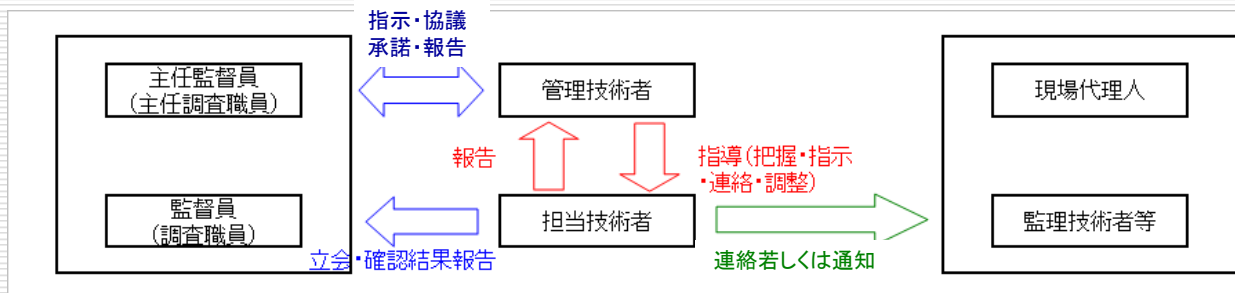 指示・協議
承諾・報告
主任監督員
(主任調査職員)
管理技術者
現場代理人
報告
指導(把握・指示
・連絡・調整)
監督員
(調査職員)
担当技術者
監理技術者等
立会・確認結果報告
連絡若しくは通知